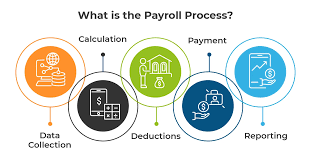 What is the Payroll Process?
Calculation
Payment
Data
Collection
Deductions
Reporting